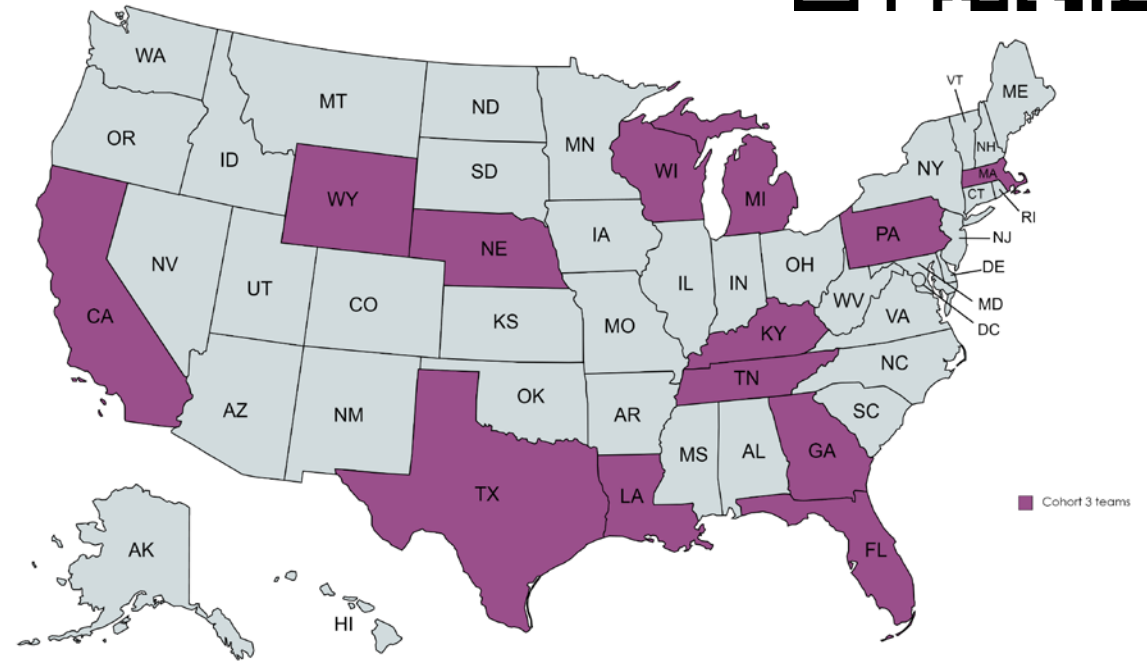 WA
MT
ND
MN
VT
ME
OR
ID
SD
WI
NH
NY
MA
WY
MI
CT
RI
NE
IA
PA
NJ
NV
UT
CO
IL
IN
OH
DE
WV
MD
CA
KS
MO
KY
VA
DC
TN
NC
AZ
NM
OK
AR
SC
MS
AL
GA
TX
LA
Cohort 3 teams
AK
FL
HI